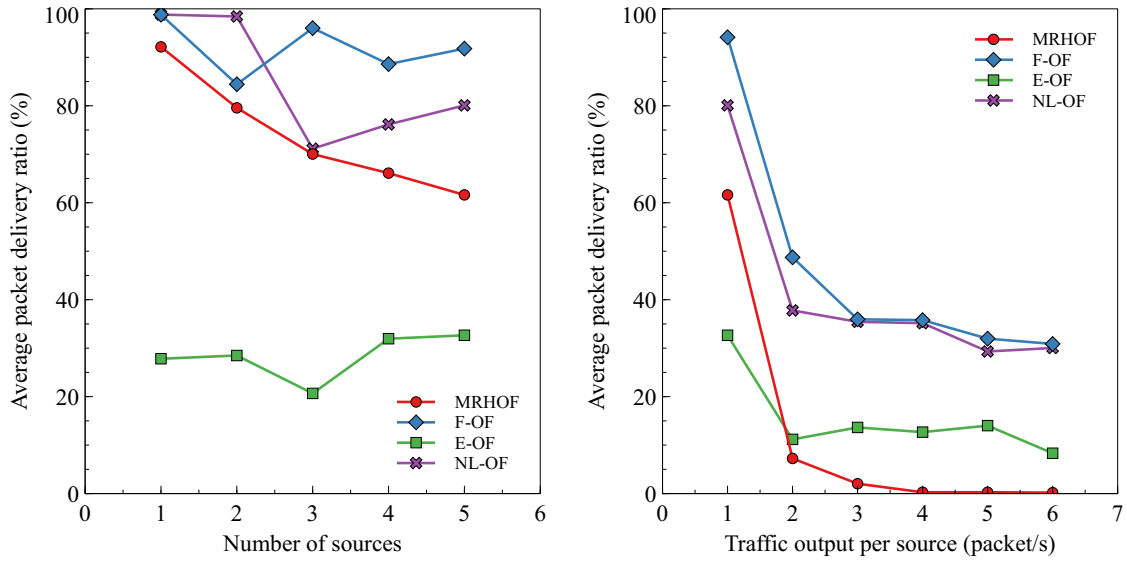 Average packet delivery ratio (%)
100
80
60
40
20
0
0 1 2 3 4 5 6
Number of sources
MRHOF
F-OF
E-OF
NL-OF
Average packet delivery ratio (%)
100
80
60
40
20
0
0 1 2 3 4 5 6 7
Traffic output per source (packet/s)
MRHOF
F-OF
E-OF
NL-OF